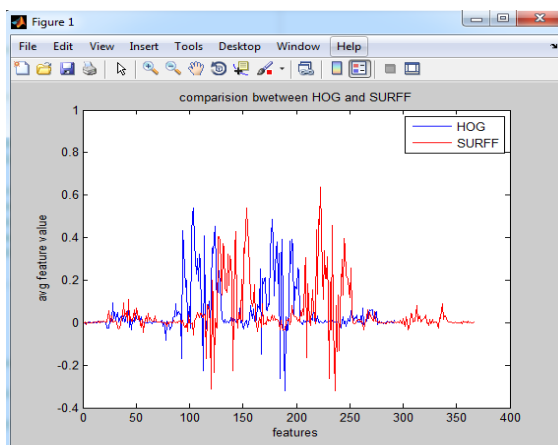 Figure 1
File Edit View Insert Tools Desktop Window Help
comparision bwetween HOG and SURFF
HOG
SURFF
1
0.8
0.6
0.4
0.2
0
-0.2
-0.4
avg feature value
0 50 100 150 200 250 300 350 400
features